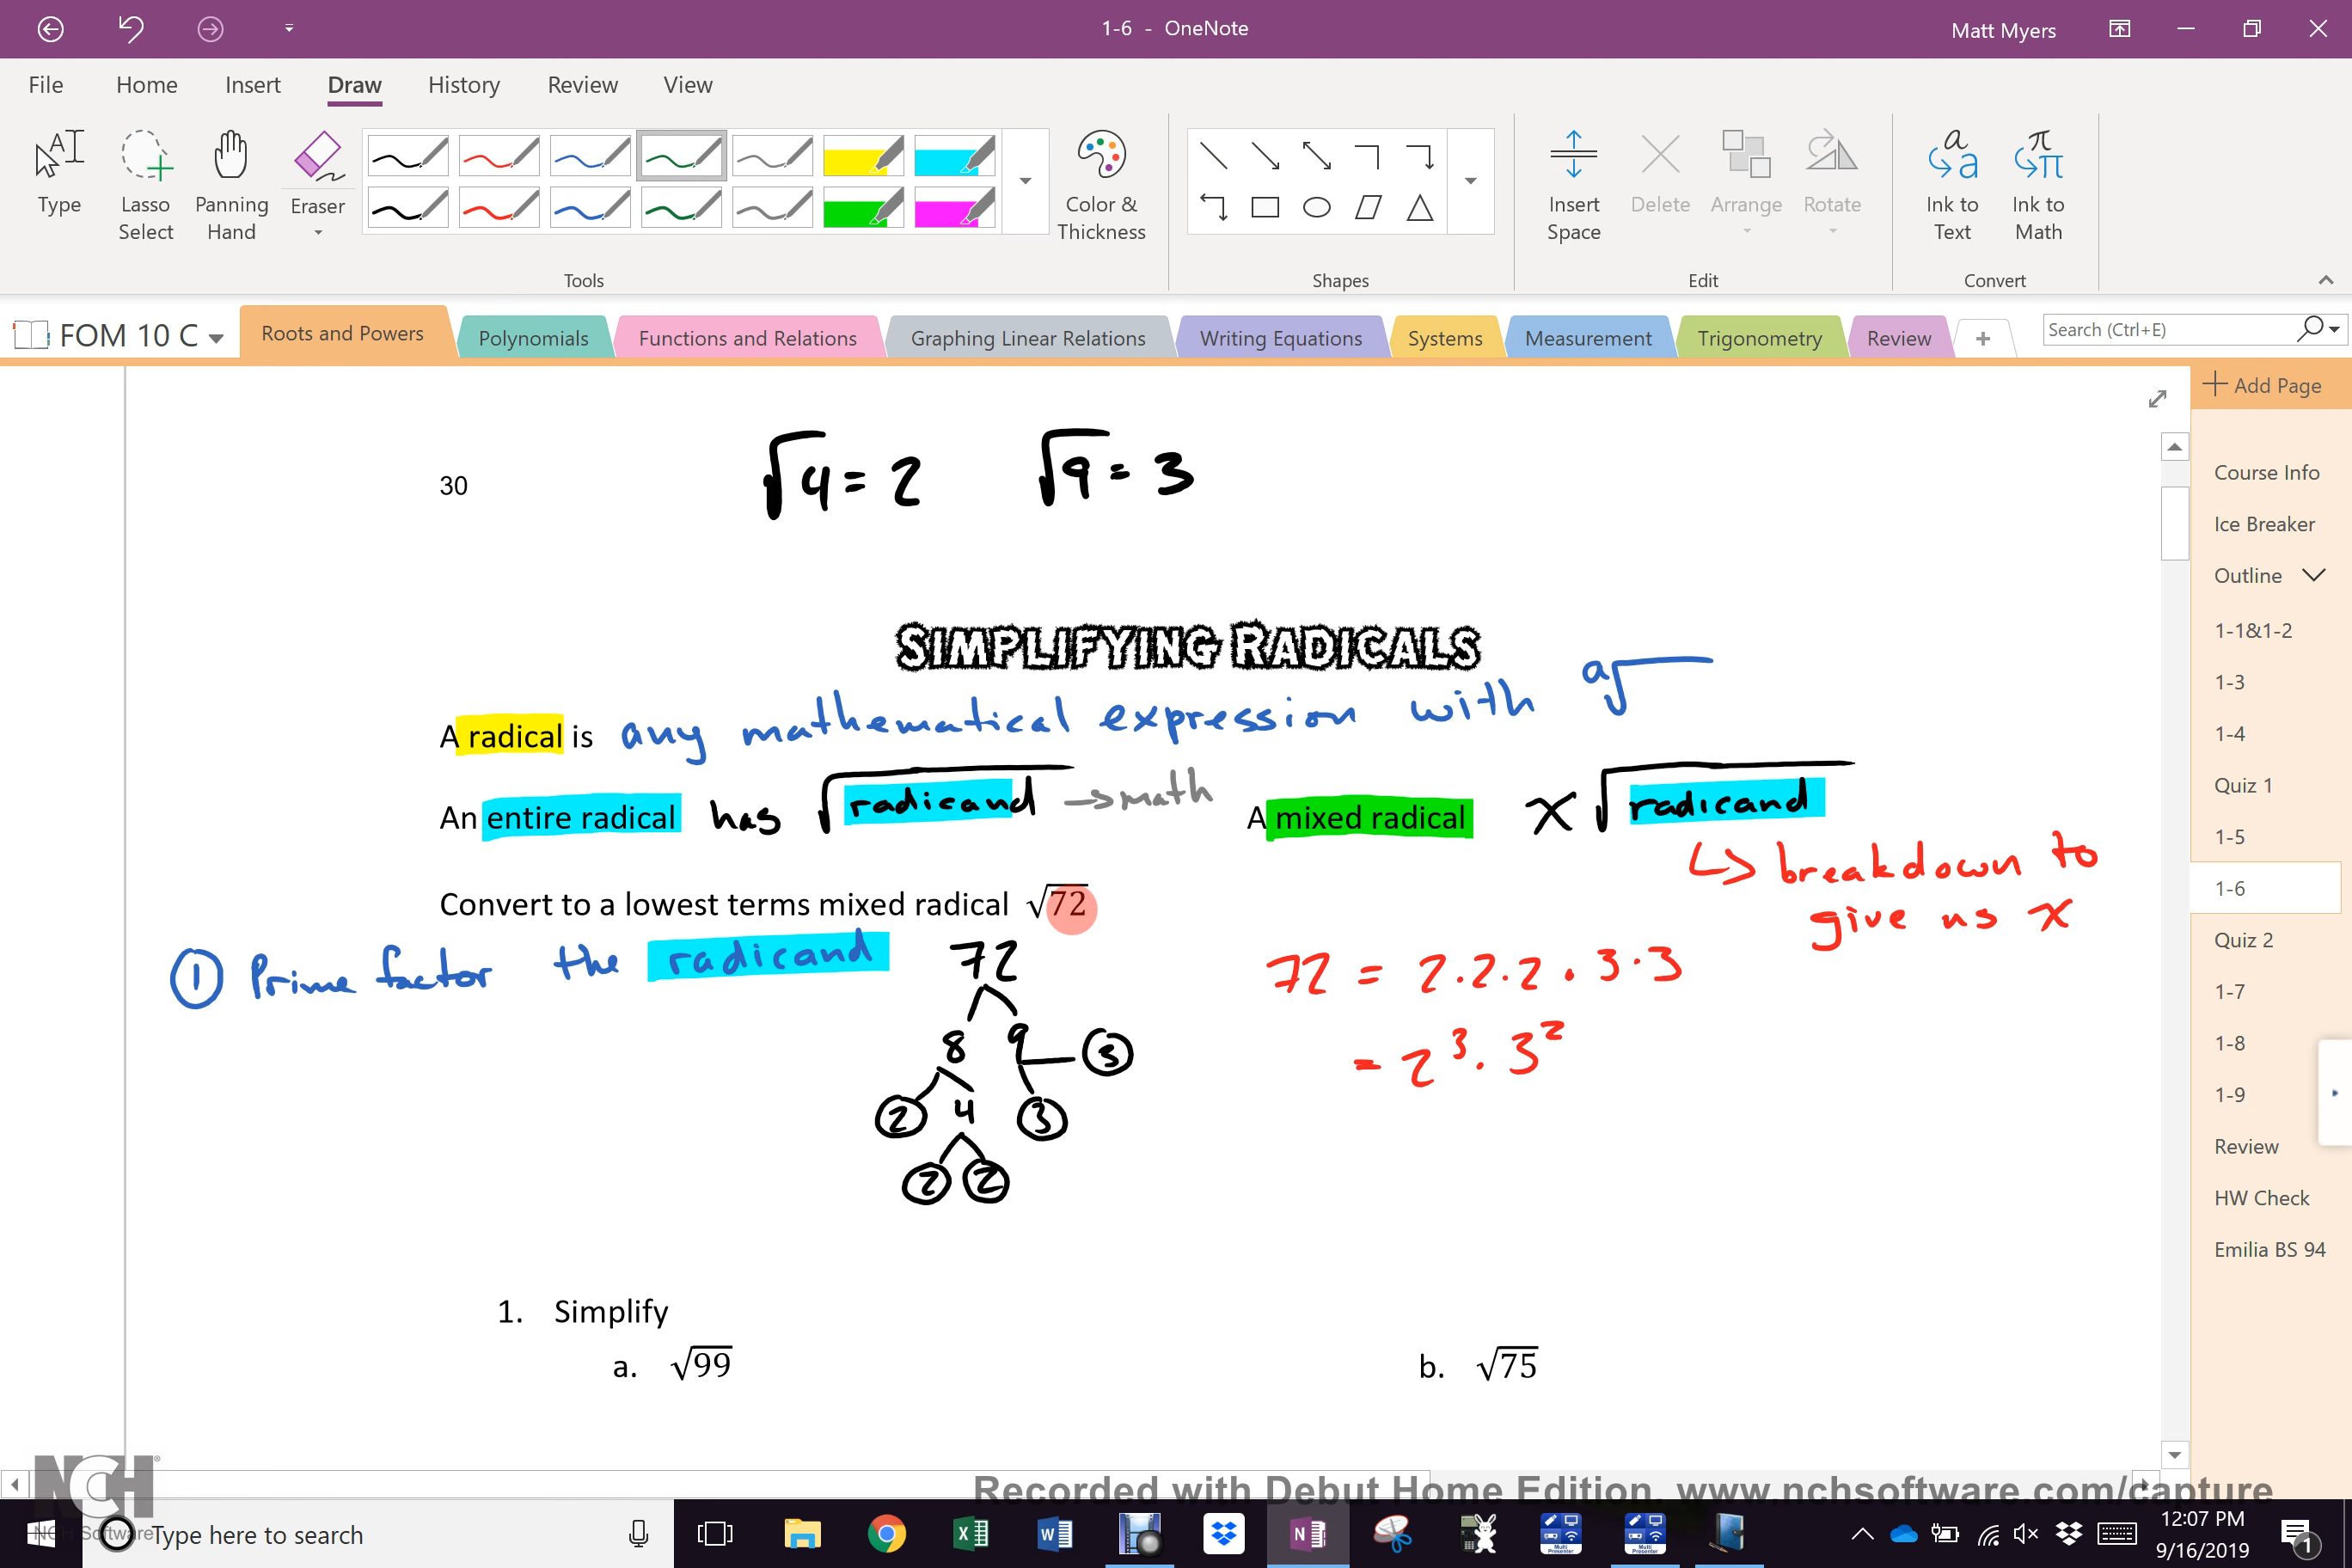 1-6 - OneNote
Matt Myers
File Home Insert Draw History Review View
Type
Lasso Select
Panning Hand
Eraser
Color & Thickness
Insert Space
Delete
Arrange
Rotate
Ink to Text
Ink to Math
Tools Shapes Edit Convert
FOM 10 C Roots and Powers Polynomials Functions and Relations Graphing Linear Relations Writing Equations Systems Measurement Trigonometry Review + Search (Ctrl+E)
Add Page
Course Info
Ice Breaker
Outline
1-1&1-2
1-3
1-4
Quiz 1
1-5
1-6
Quiz 2
1-7
1-8
1-9
Review
HW Check
Emilia BS 94
30 √4 = 2 √9 = 3
SIMPLIFYING RADICALS
A radical is any mathematical expression with ᵃ√
An entire radical has √radicand → math A mixed radical x√radicand
↳ breakdown to
give us x
Convert to a lowest terms mixed radical √72
① Prime factor the radicand 72
72 = 2·2·2·3·3
= 2³·3²
8 9 3
2 4 3
2 2
1. Simplify
a. √99 b. √75
NCH®
NCH Software
Recorded with Debut Home Edition. www.nchsoftware.com/capture
Type here to search
12:07 PM
9/16/2019
1